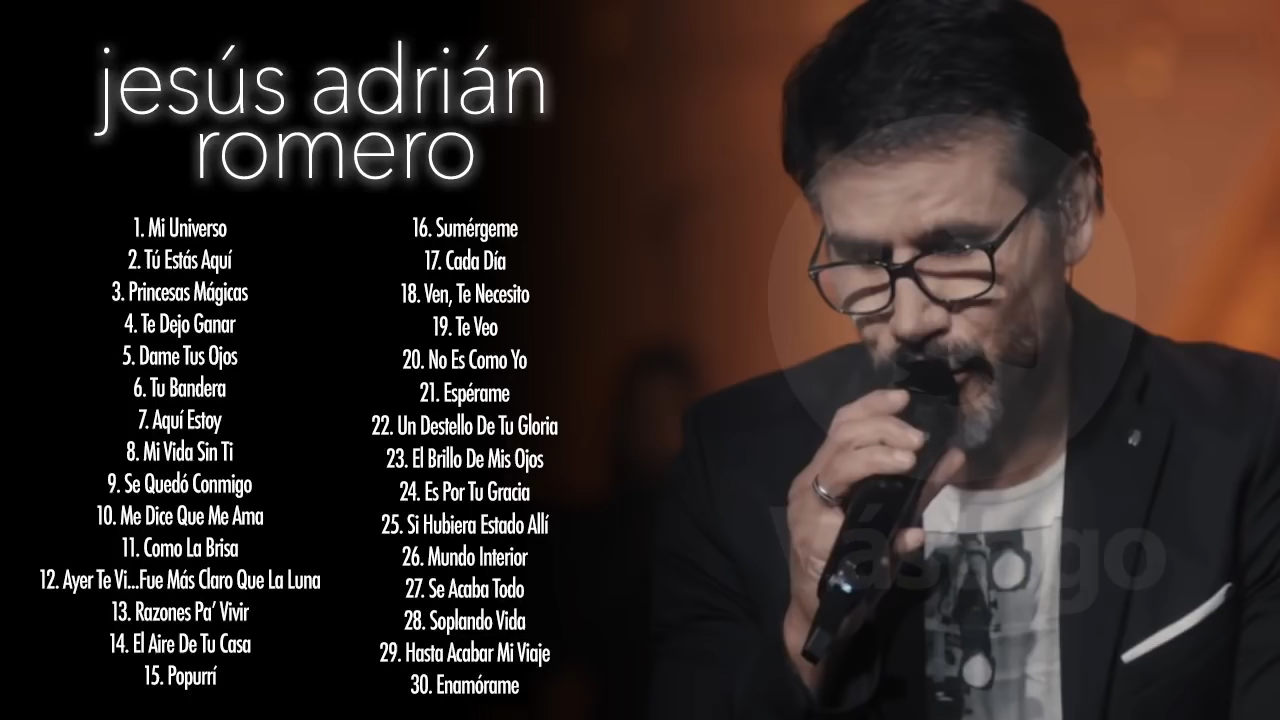 jesús adrián
romero
1. Mi Universo
2. Tú Estás Aquí
3. Princesas Mágicas
4. Te Dejo Ganar
5. Dame Tus Ojos
6. Tu Bandera
7. Aquí Estoy
8. Mi Vida Sin Ti
9. Se Quedó Conmigo
10. Me Dice Que Me Ama
11. Como La Brisa
12. Ayer Te Vi...Fue Más Claro Que La Luna
13. Razones Pa’ Vivir
14. El Aire De Tu Casa
15. Popurrí
16. Sumérgeme
17. Cada Día
18. Ven, Te Necesito
19. Te Veo
20. No Es Como Yo
21. Espérame
22. Un Destello De Tu Gloria
23. El Brillo De Mis Ojos
24. Es Por Tu Gracia
25. Si Hubiera Estado Allí
26. Mundo Interior
27. Se Acaba Todo
28. Soplando Vida
29. Hasta Acabar Mi Viaje
30. Enamórame